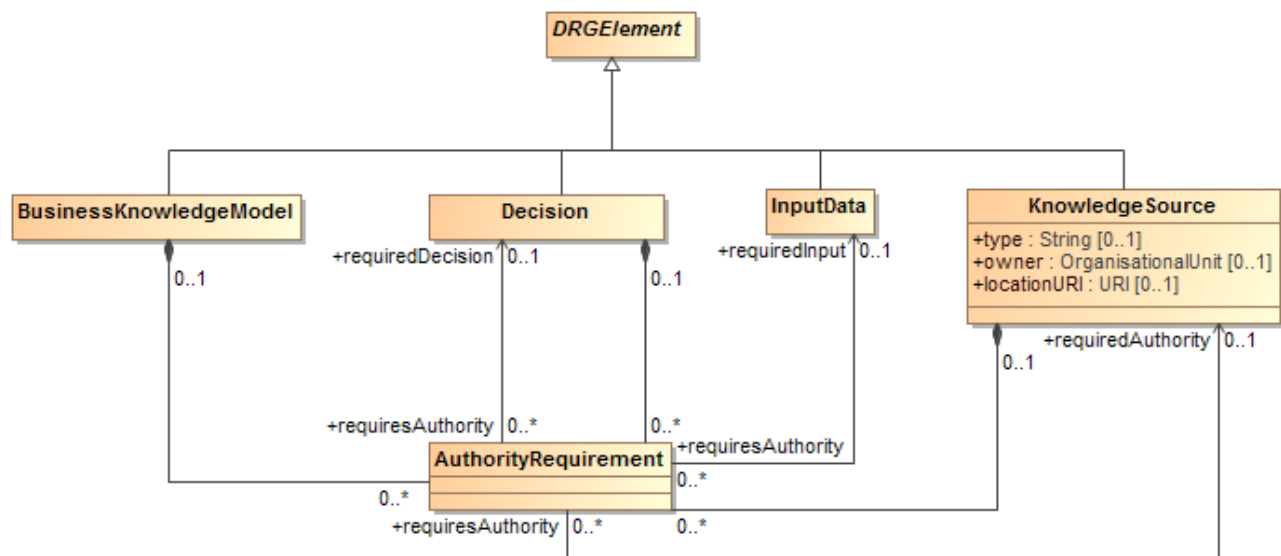 DRGElement
BusinessKnowledgeModel
Decision
InputData
KnowledgeSource
+type : String [0..1]
+owner : OrganisationalUnit [0..1]
+locationURI : URI [0..1]
+requiredDecision
0..1
+requiredInput
0..1
0..1
0..1
+requiredAuthority
0..1
0..1
+requiresAuthority
0..*
0..*
+requiresAuthority
AuthorityRequirement
0..*
0..*
+requiresAuthority
0..*
0..*